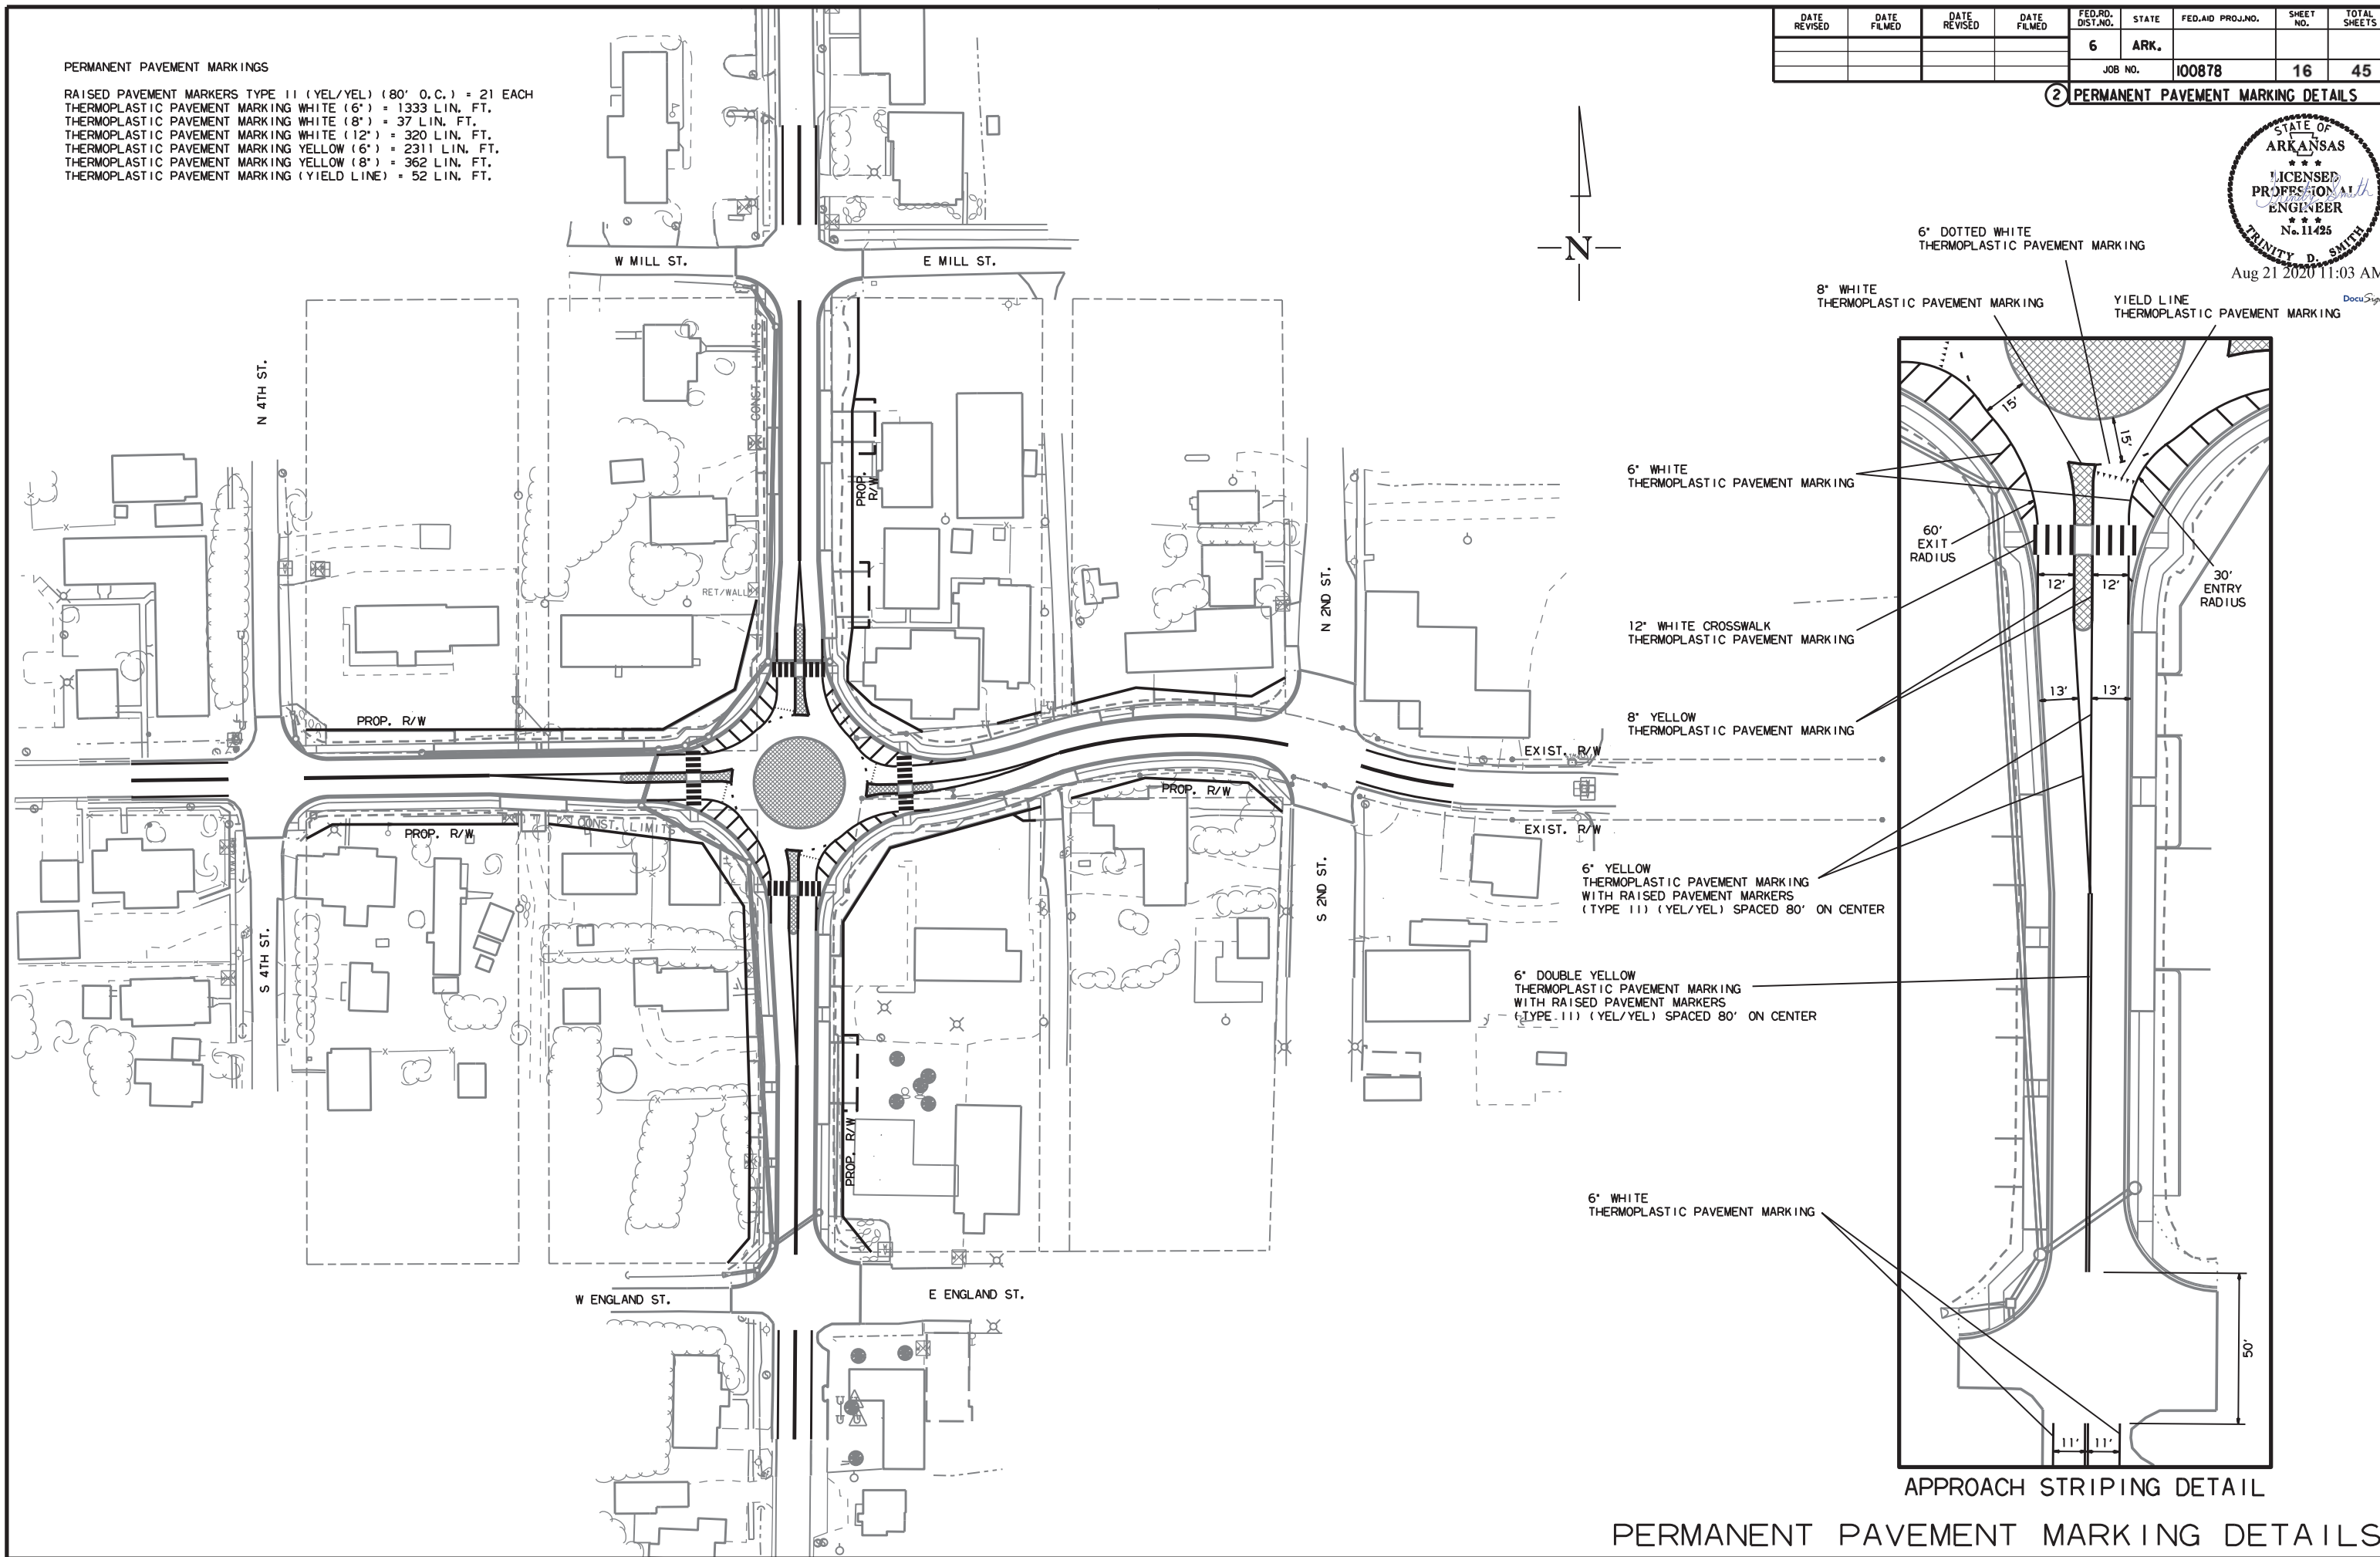 PERMANENT PAVEMENT MARKINGS
RAISED PAVEMENT MARKERS TYPE II (YEL/YEL) (80' O.C.) = 21 EACH
THERMOPLASTIC PAVEMENT MARKING WHITE (6") = 1333 LIN. FT.
THERMOPLASTIC PAVEMENT MARKING WHITE (8") = 37 LIN. FT.
THERMOPLASTIC PAVEMENT MARKING WHITE (12") = 320 LIN. FT.
THERMOPLASTIC PAVEMENT MARKING YELLOW (6") = 2311 LIN. FT.
THERMOPLASTIC PAVEMENT MARKING YELLOW (8") = 362 LIN. FT.
THERMOPLASTIC PAVEMENT MARKING (YIELD LINE) = 52 LIN. FT.
DATE REVISED
DATE FILMED
DATE REVISED
DATE FILMED
FED.RD. DIST.NO.
STATE
FED.AID PROJ.NO.
SHEET NO.
TOTAL SHEETS
6
ARK.
JOB NO.
100878
16
45
2
PERMANENT PAVEMENT MARKING DETAILS
STATE OF
ARKANSAS
LICENSED
PROFESSIONAL
ENGINEER
No. 11425
TRINITY D. SMITH
Aug 21 2020 11:03 AM
N
W MILL ST.
E MILL ST.
N 4TH ST.
CONST. LIMITS
PROP. R/W
RET/WALL
N 2ND ST.
PROP. R/W
EXIST. R/W
PROP. R/W
EXIST. R/W
CONST. LIMITS
PROP. R/W
S 2ND ST.
S 4TH ST.
PROP. R/W
W ENGLAND ST.
E ENGLAND ST.
6" DOTTED WHITE
THERMOPLASTIC PAVEMENT MARKING
8" WHITE
THERMOPLASTIC PAVEMENT MARKING
YIELD LINE
THERMOPLASTIC PAVEMENT MARKING
15'
15'
6" WHITE
THERMOPLASTIC PAVEMENT MARKING
60'
EXIT
RADIUS
12'
12'
30'
ENTRY
RADIUS
12" WHITE CROSSWALK
THERMOPLASTIC PAVEMENT MARKING
13'
13'
8" YELLOW
THERMOPLASTIC PAVEMENT MARKING
6" YELLOW
THERMOPLASTIC PAVEMENT MARKING
WITH RAISED PAVEMENT MARKERS
(TYPE II) (YEL/YEL) SPACED 80' ON CENTER
6" DOUBLE YELLOW
THERMOPLASTIC PAVEMENT MARKING
WITH RAISED PAVEMENT MARKERS
(TYPE II) (YEL/YEL) SPACED 80' ON CENTER
6" WHITE
THERMOPLASTIC PAVEMENT MARKING
50'
11'
11'
APPROACH STRIPING DETAIL
PERMANENT PAVEMENT MARKING DETAILS